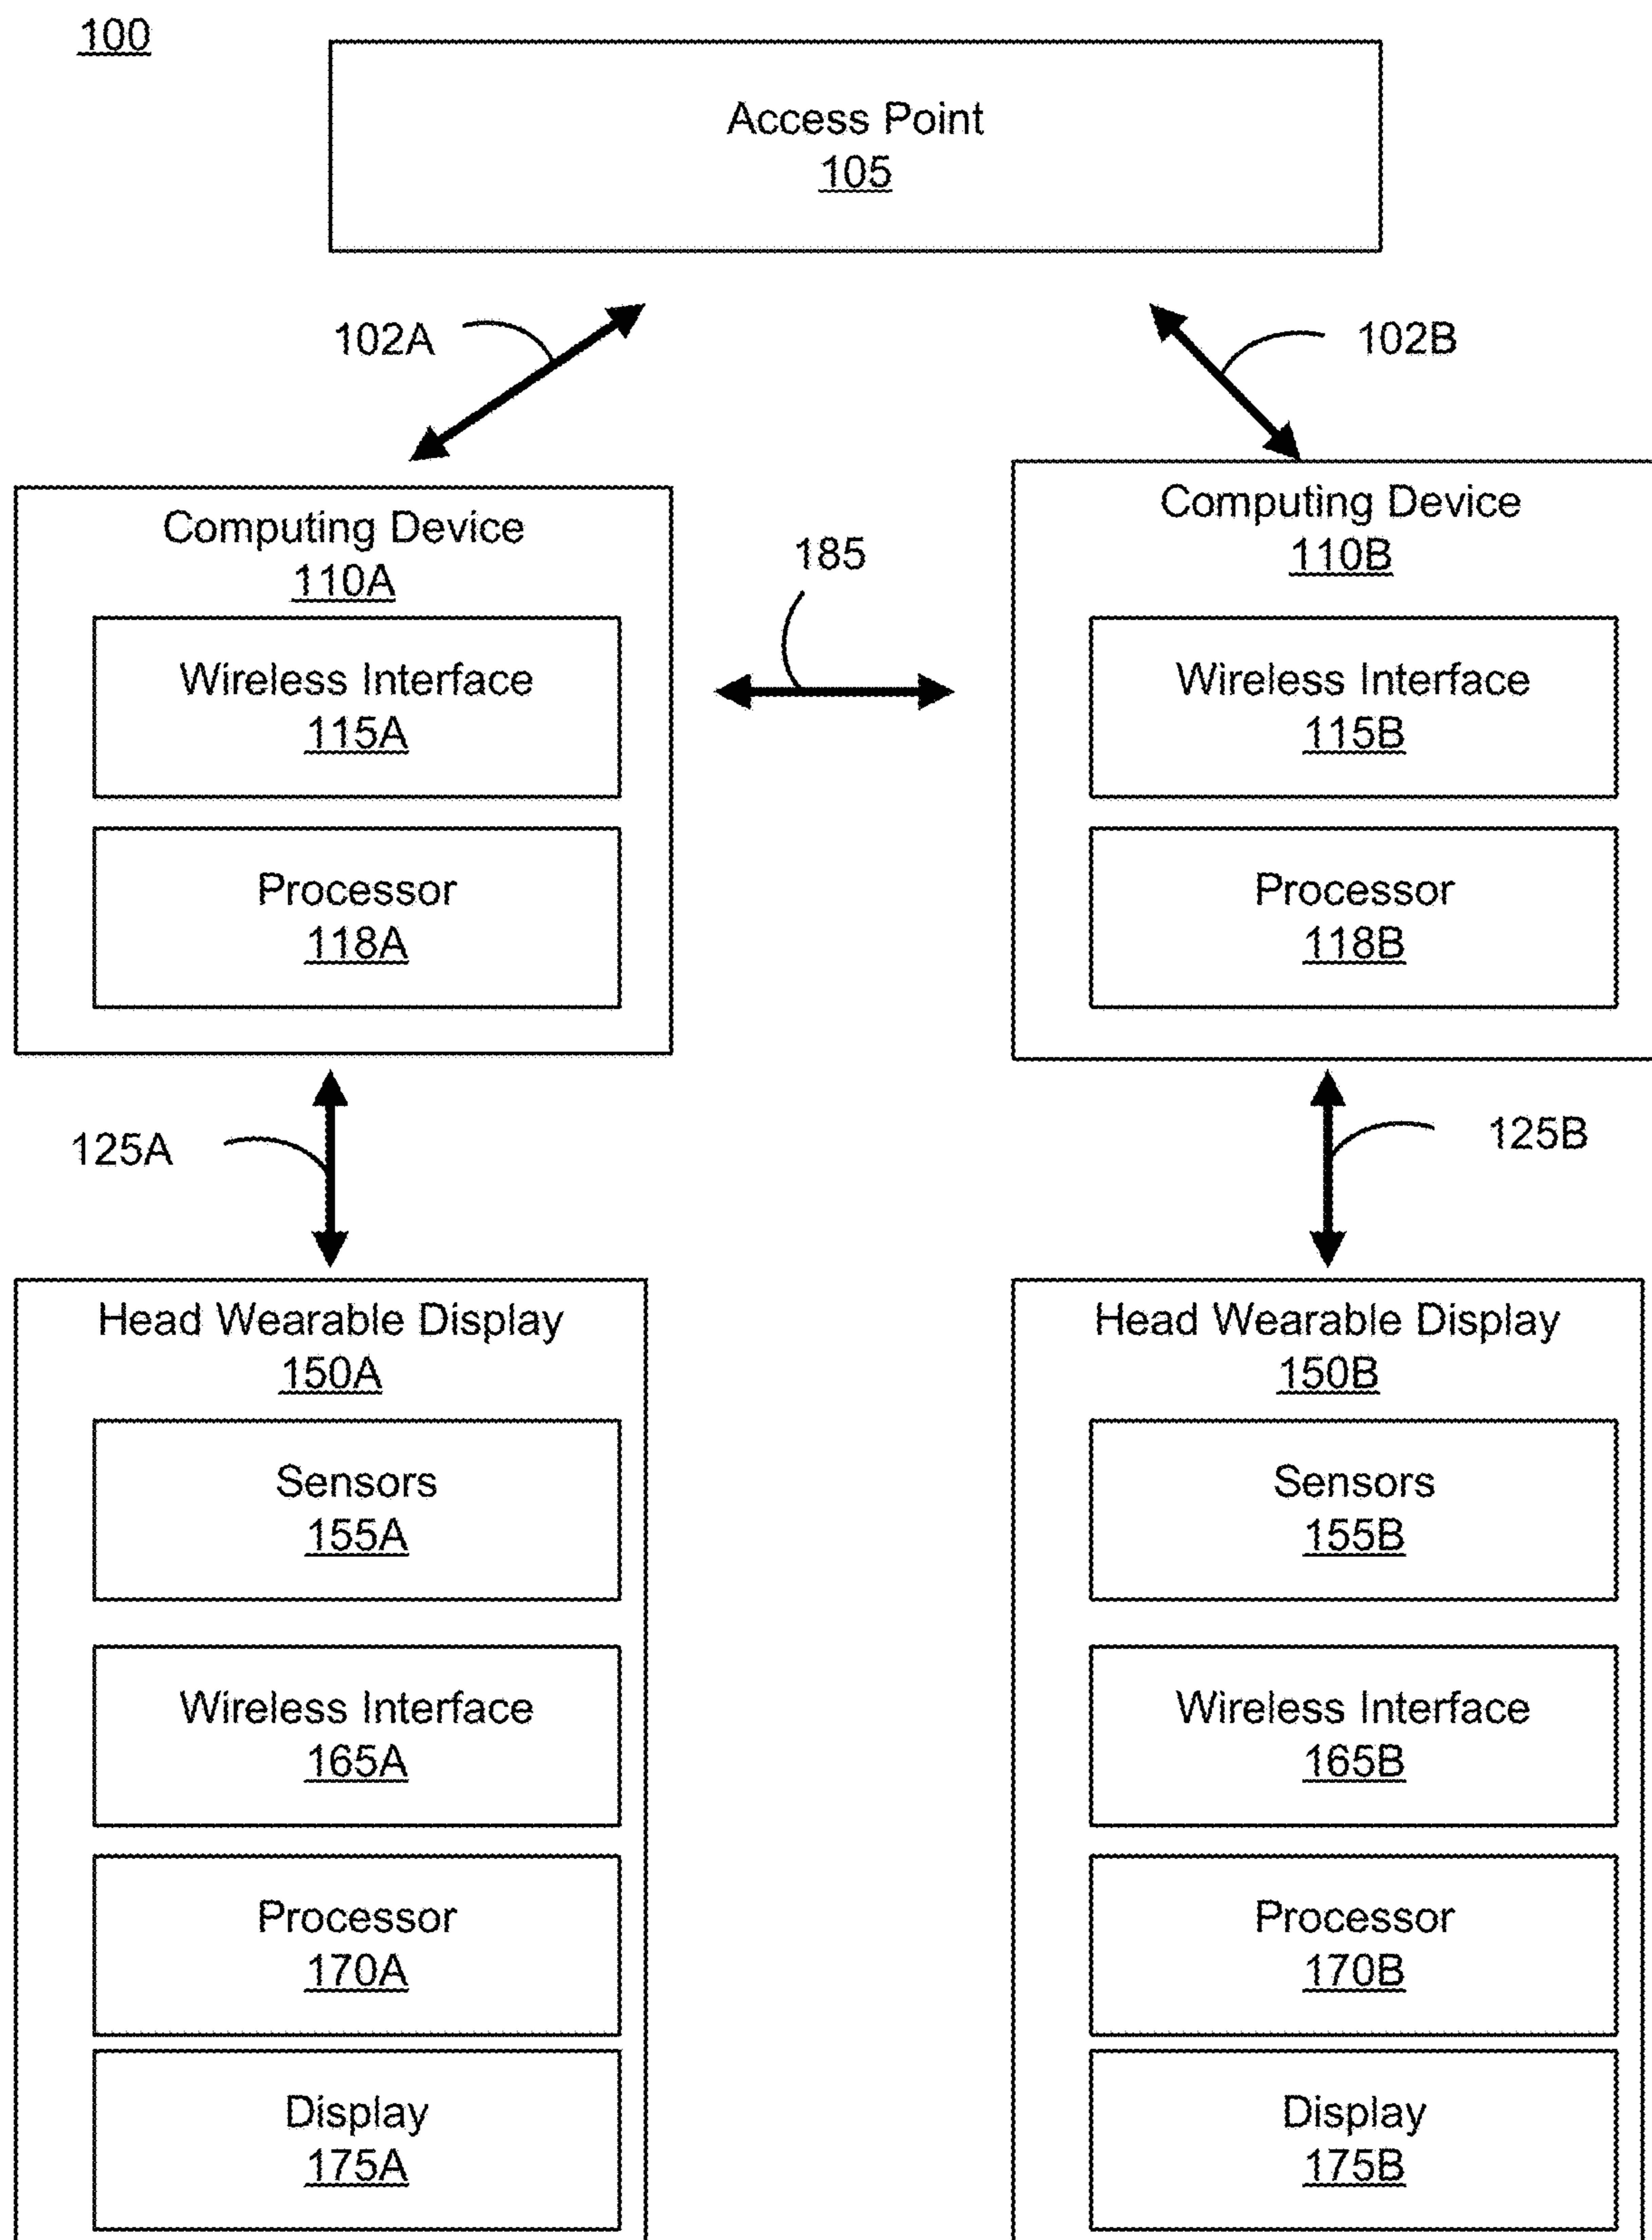 100
Access Point
105
102A
102B
Computing Device
110A
Wireless Interface
115A
Processor
118A
185
Computing Device
110B
Wireless Interface
115B
Processor
118B
125A
125B
Head Wearable Display
150A
Sensors
155A
Wireless Interface
165A
Processor
170A
Display
175A
Head Wearable Display
150B
Sensors
155B
Wireless Interface
165B
Processor
170B
Display
175B